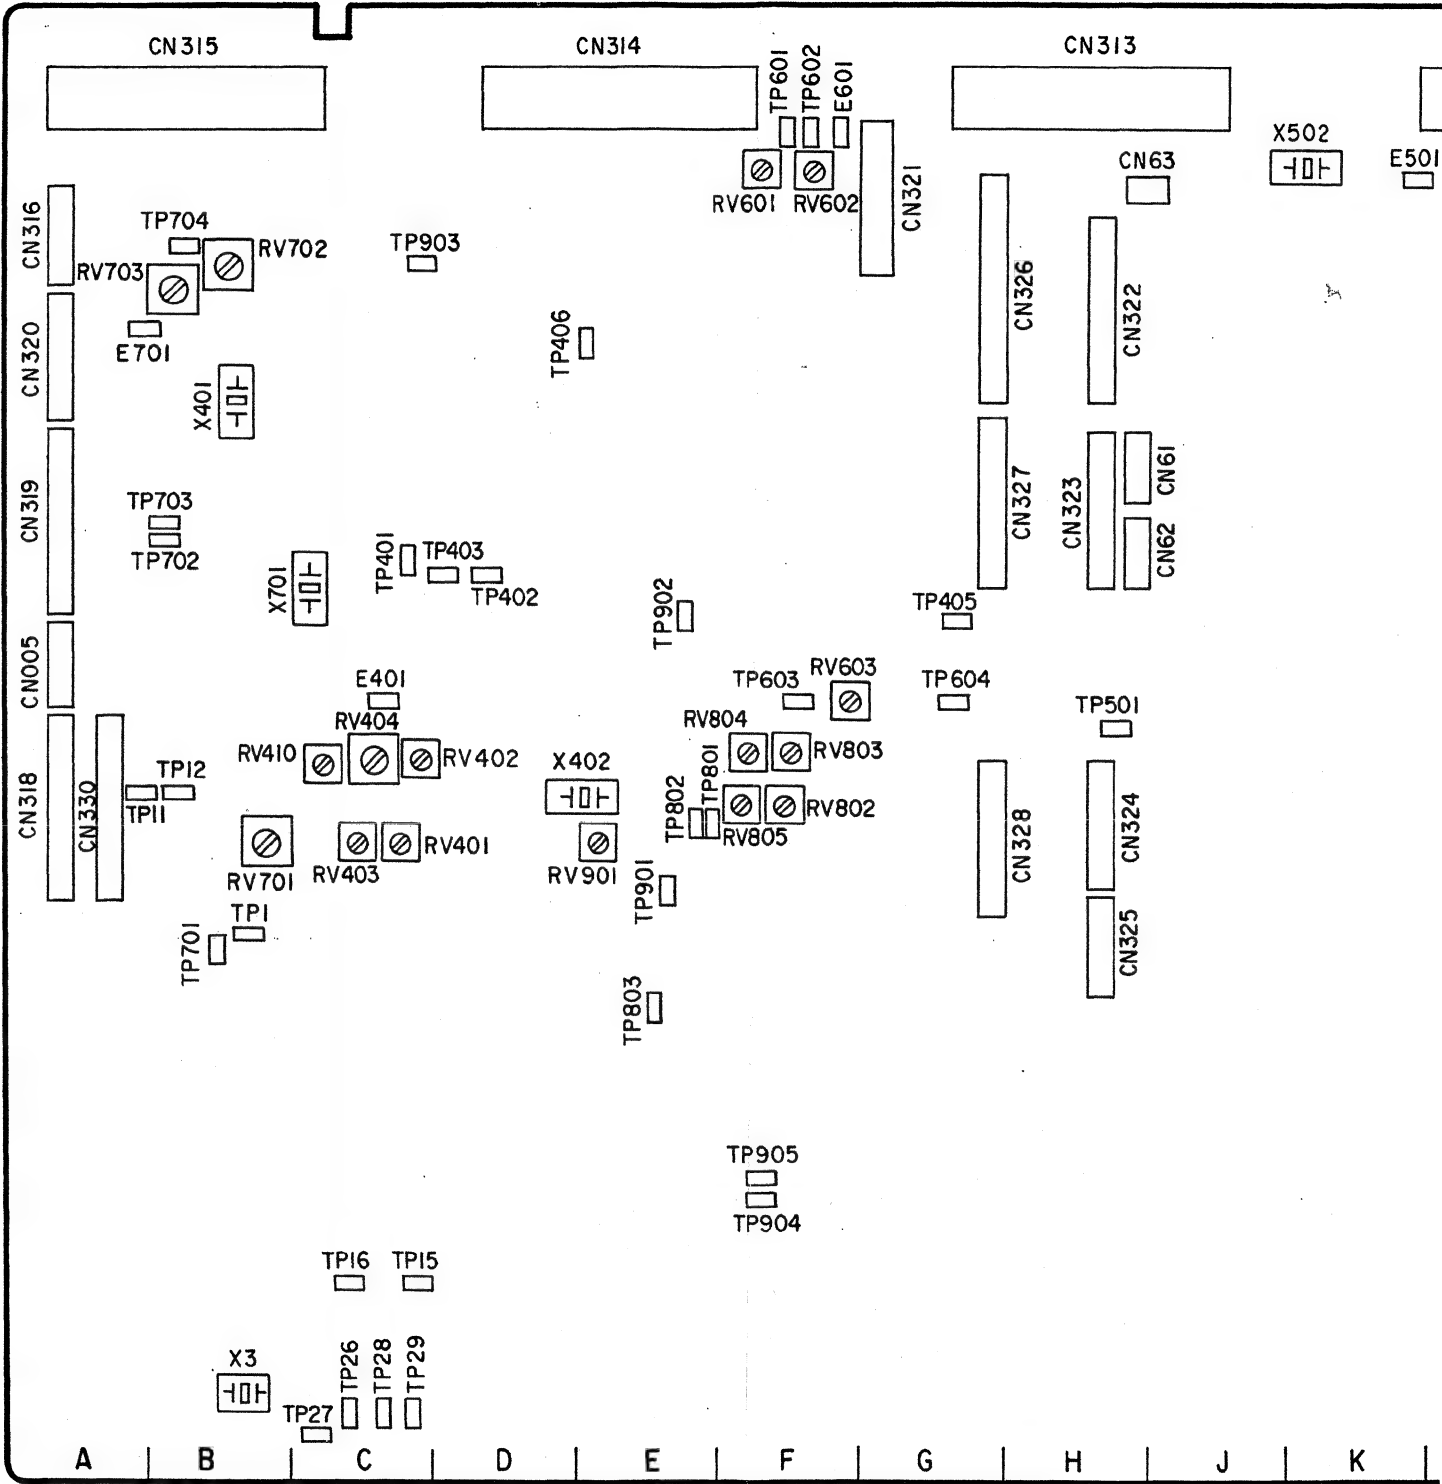 CN315
CN314
CN313
TP601
TP602
E601
X502
E501
CN63
RV601
RV602
CN321
CN316
TP704
RV702
RV703
TP903
CN326
CN322
CN320
E701
TP406
X401
CN319
TP703
TP702
X701
TP401
TP403
TP402
CN327
CN323
CN61
CN62
TP902
TP405
CN005
E401
TP603
RV603
TP604
TP501
RV404
RV410
RV402
X402
RV804
RV803
TP801
TP802
CN318
CN330
TP12
TP11
RV805
RV802
CN328
CN324
RV701
RV403
RV401
RV901
TP901
TP1
TP701
CN325
TP803
TP905
TP904
TP16
TP15
X3
TP26
TP28
TP29
TP27
A B C D E F G H J K